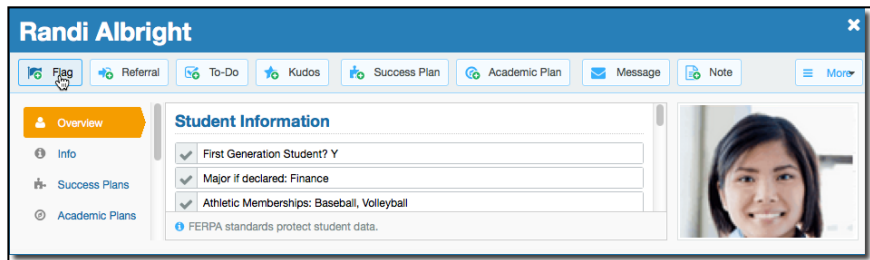 Randi Albright
Flag Referral To-Do Kudos Success Plan Academic Plan Message Note More
Overview
Info
Success Plans
Academic Plans
Student Information
First Generation Student? Y
Major if declared: Finance
Athletic Memberships: Baseball, Volleyball
FERPA standards protect student data.